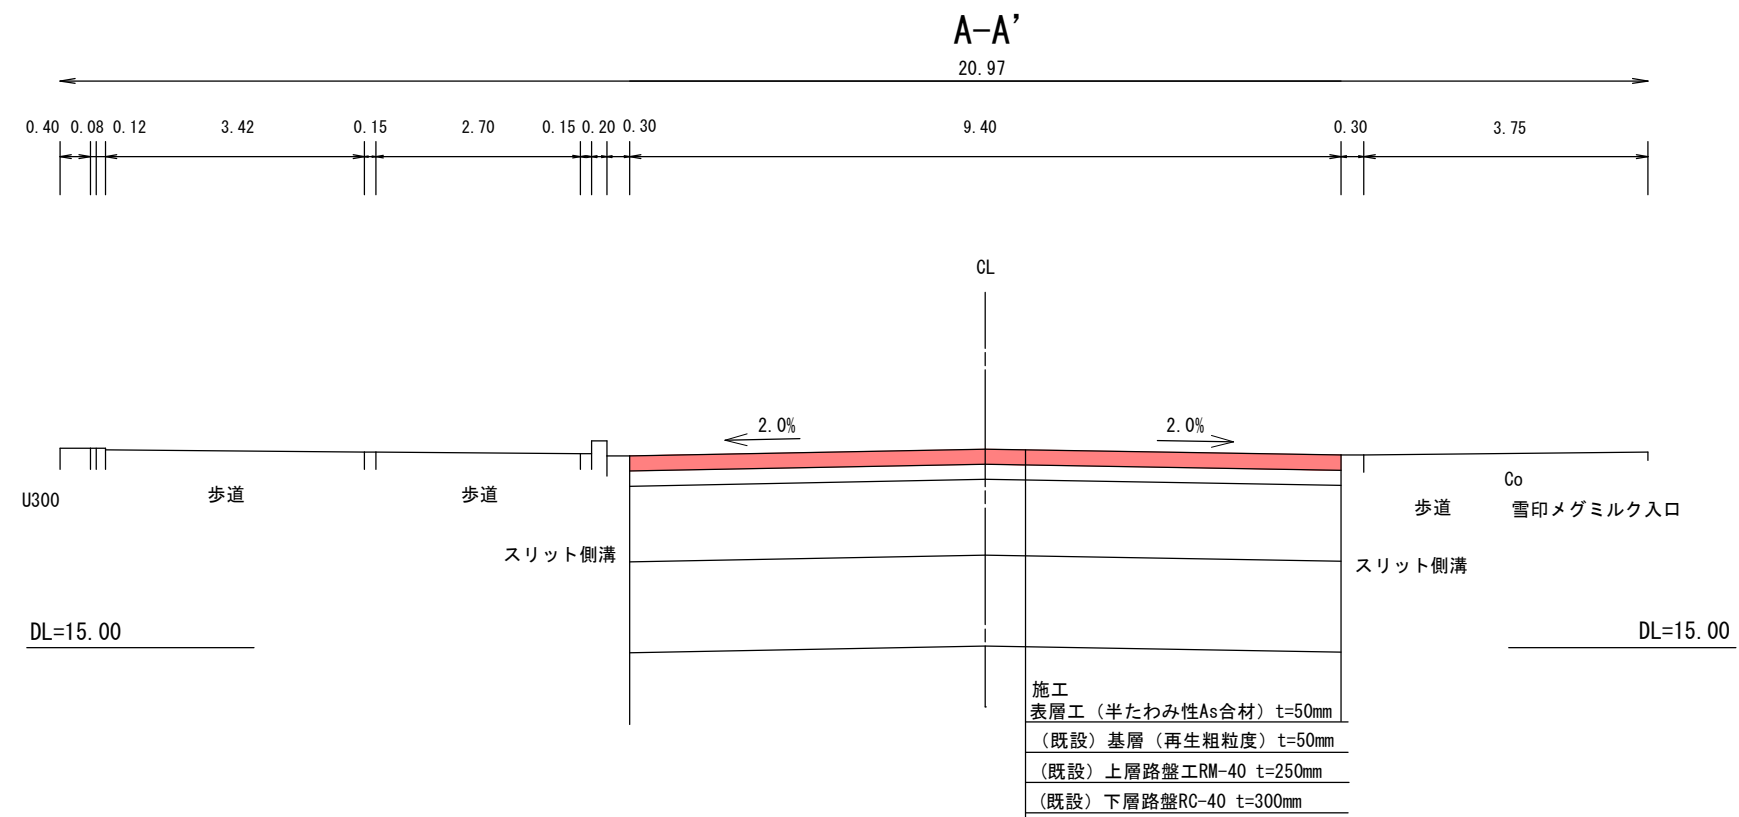 A-A’
20.97
0.40 0.08 0.12 3.42 0.15 2.70 0.15 0.20 0.30 9.40 0.30 3.75
CL
2.0% 2.0%
U300 歩道 歩道 Co
歩道 雪印メグミルク入口
スリット側溝 スリット側溝
DL=15.00 DL=15.00
施工
表層工（半たわみ性As合材）t=50mm
（既設）基層（再生粗粒度）t=50mm
（既設）上層路盤工RM-40 t=250mm
（既設）下層路盤RC-40 t=300mm